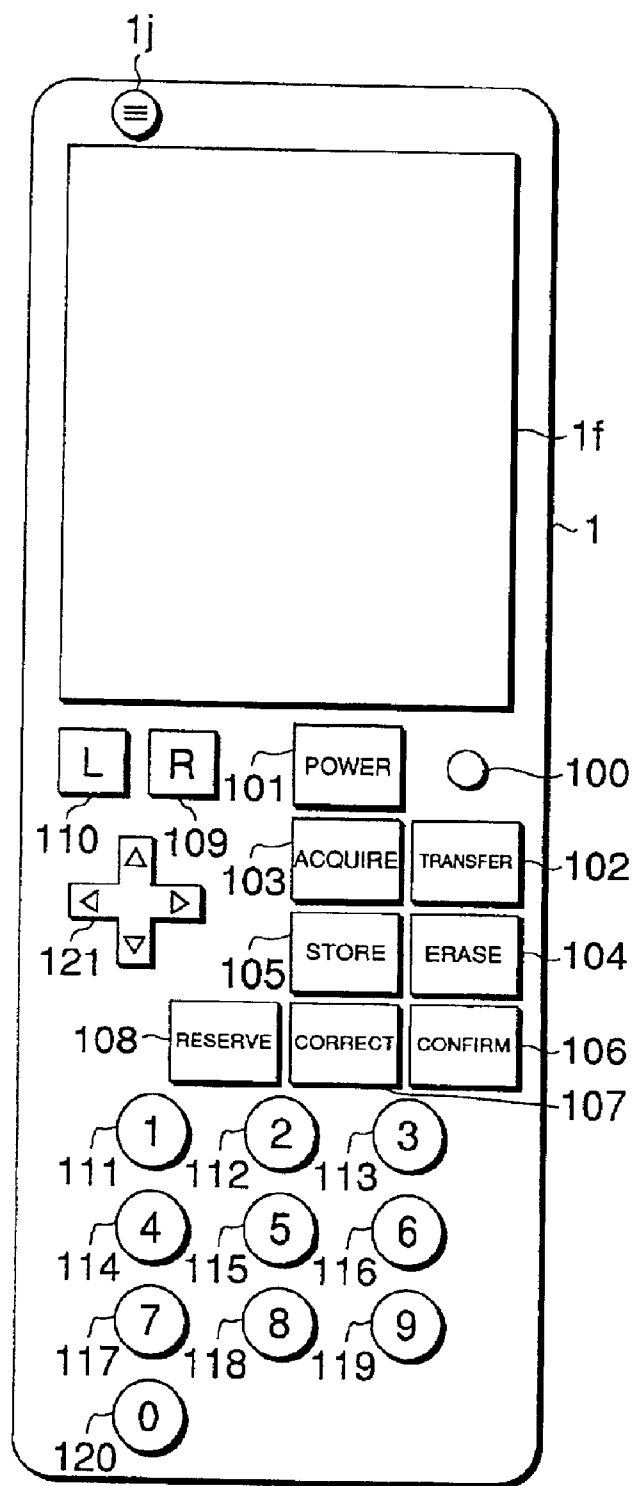 1j
1f
1
L R 101 POWER 100
110 109 103 ACQUIRE TRANSFER 102
121 105 STORE ERASE 104
108 RESERVE CORRECT CONFIRM 106
107
1 2 3
111 112 113
4 5 6
114 115 116
7 8 9
117 118 119
0
120